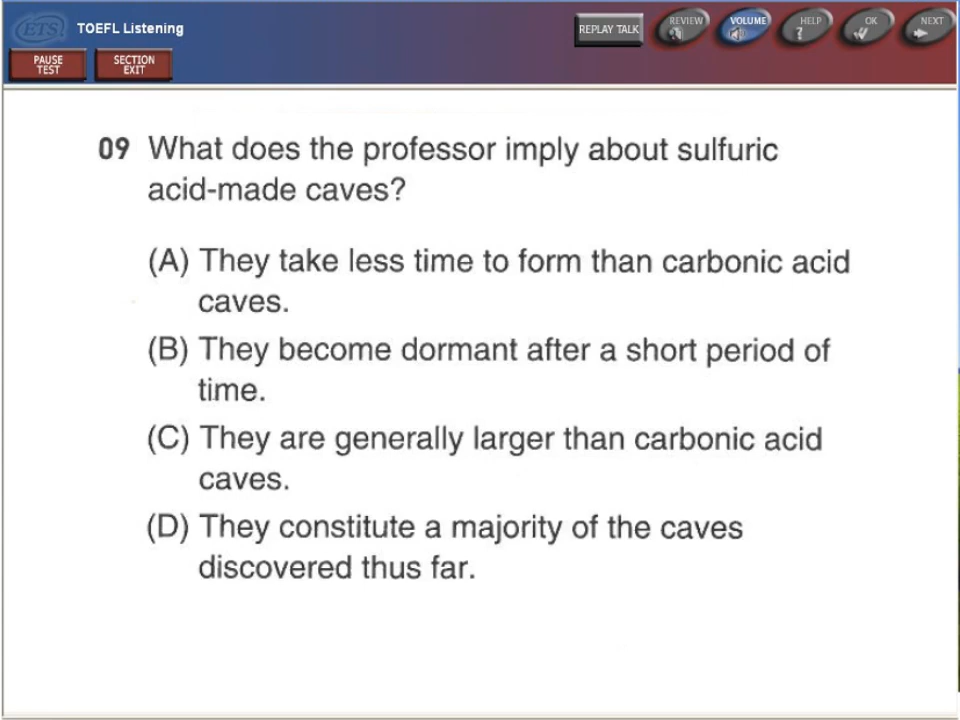 ETS TOEFL Listening
REPLAY TALK
REVIEW
VOLUME
HELP
?
OK
NEXT
PAUSE
TEST
SECTION
EXIT
09 What does the professor imply about sulfuric
acid-made caves?
(A) They take less time to form than carbonic acid
caves.
(B) They become dormant after a short period of
time.
(C) They are generally larger than carbonic acid
caves.
(D) They constitute a majority of the caves
discovered thus far.